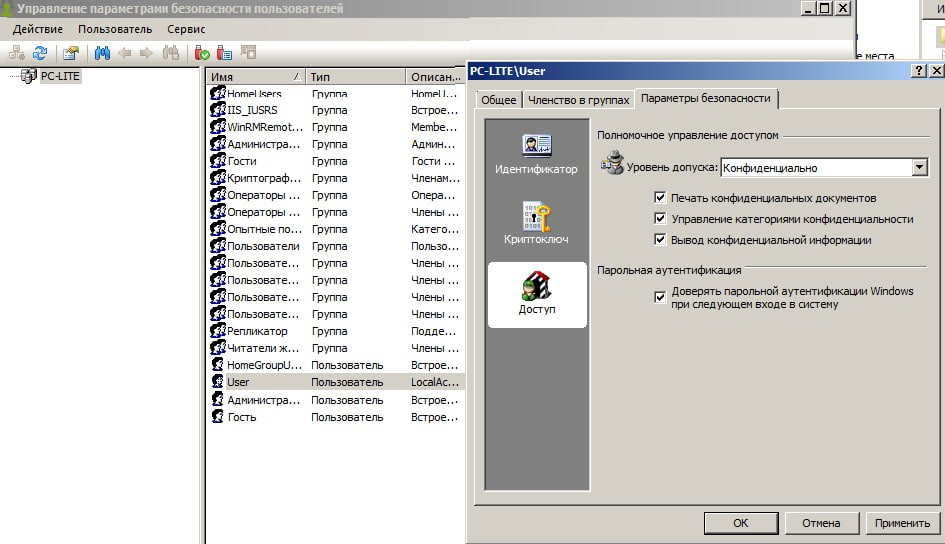 Управление параметрами безопасности пользователей
Действие Пользователь Сервис
PC-LITE
Имя Тип Описан...
HomeUsers Группа HomeU...
IIS_IUSRS Группа Встрое...
WinRMRemot... Группа Membe...
Администра... Группа Админ...
Гости Группа Гости ...
Криптограф... Группа Членам...
Операторы ... Группа Опера...
Операторы ... Группа Члены ...
Опытные по... Группа Катего...
Пользователи Группа Пользо...
Пользовате... Группа Члены ...
Пользовате... Группа Члены ...
Пользовате... Группа Члены ...
Пользовате... Группа Члены ...
Репликатор Группа Подде...
Читатели ж... Группа Члены ...
HomeGroupU... Пользователь Встрое...
User Пользователь LocalAc...
Администра... Пользователь Встрое...
Гость Пользователь Встрое...
е места
PC-LITE\User
Общее Членство в группах Параметры безопасности
Идентификатор
Криптоключ
Доступ
Полномочное управление доступом
Уровень допуска: Конфиденциально
Печать конфиденциальных документов
Управление категориями конфиденциальности
Вывод конфиденциальной информации
Парольная аутентификация
Доверять парольной аутентификации Windows
при следующем входе в систему
ОК Отмена Применить